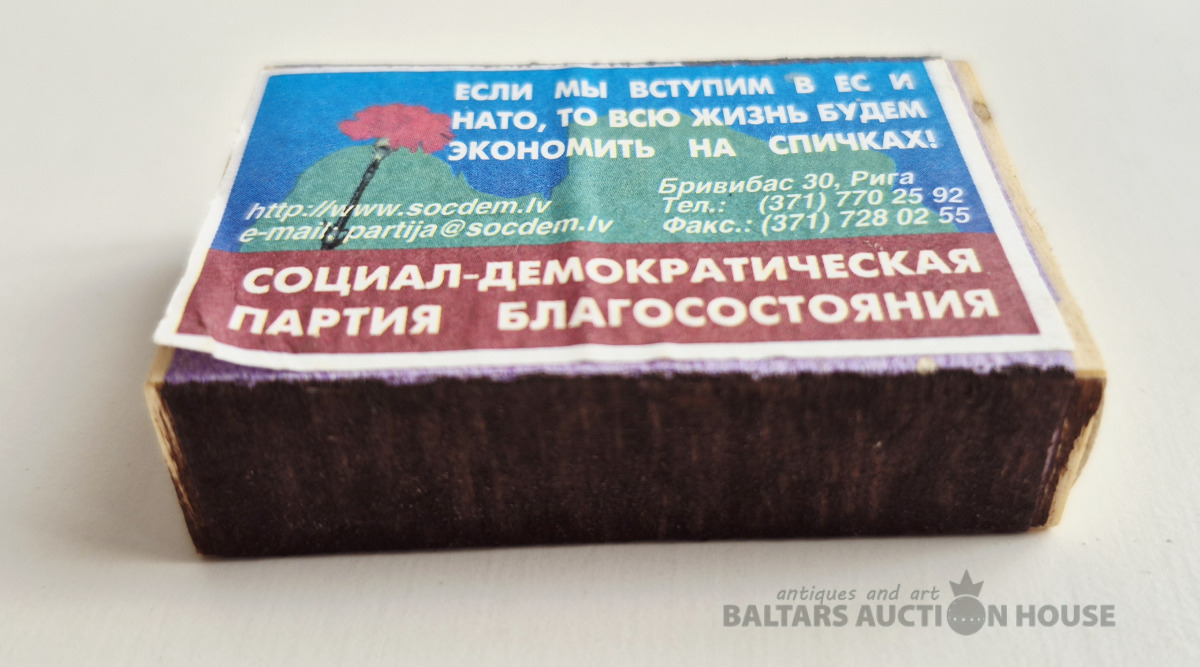 ЕСЛИ МЫ ВСТУПИМ В ЕС И
НАТО, ТО ВСЮ ЖИЗНЬ БУДЕМ
ЭКОНОМИТЬ НА СПИЧКАХ!
Бривибас 30, Рига
http://www.socdem.lv Тел.: (371) 770 25 92
e-mail: partija@socdem.lv Факс.: (371) 728 02 55
СОЦИАЛ-ДЕМОКРАТИЧЕСКАЯ
ПАРТИЯ БЛАГОСОСТОЯНИЯ
antiques and art
BALTARS AUCTION HOUSE